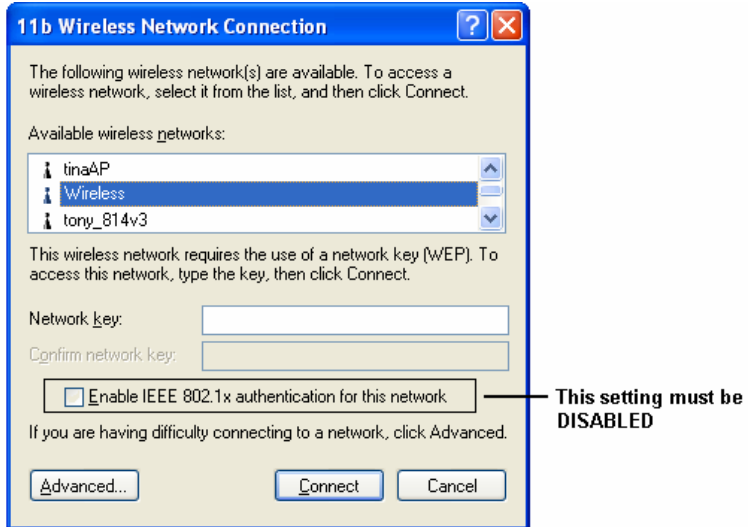 11b Wireless Network Connection
The following wireless network(s) are available. To access a
wireless network, select it from the list, and then click Connect.
Available wireless networks:
tinaAP
Wireless
tony_814v3
This wireless network requires the use of a network key (WEP). To
access this network, type the key, then click Connect.
Network key:
Confirm network key:
Enable IEEE 802.1x authentication for this network
This setting must be
DISABLED
If you are having difficulty connecting to a network, click Advanced.
Advanced...
Connect
Cancel